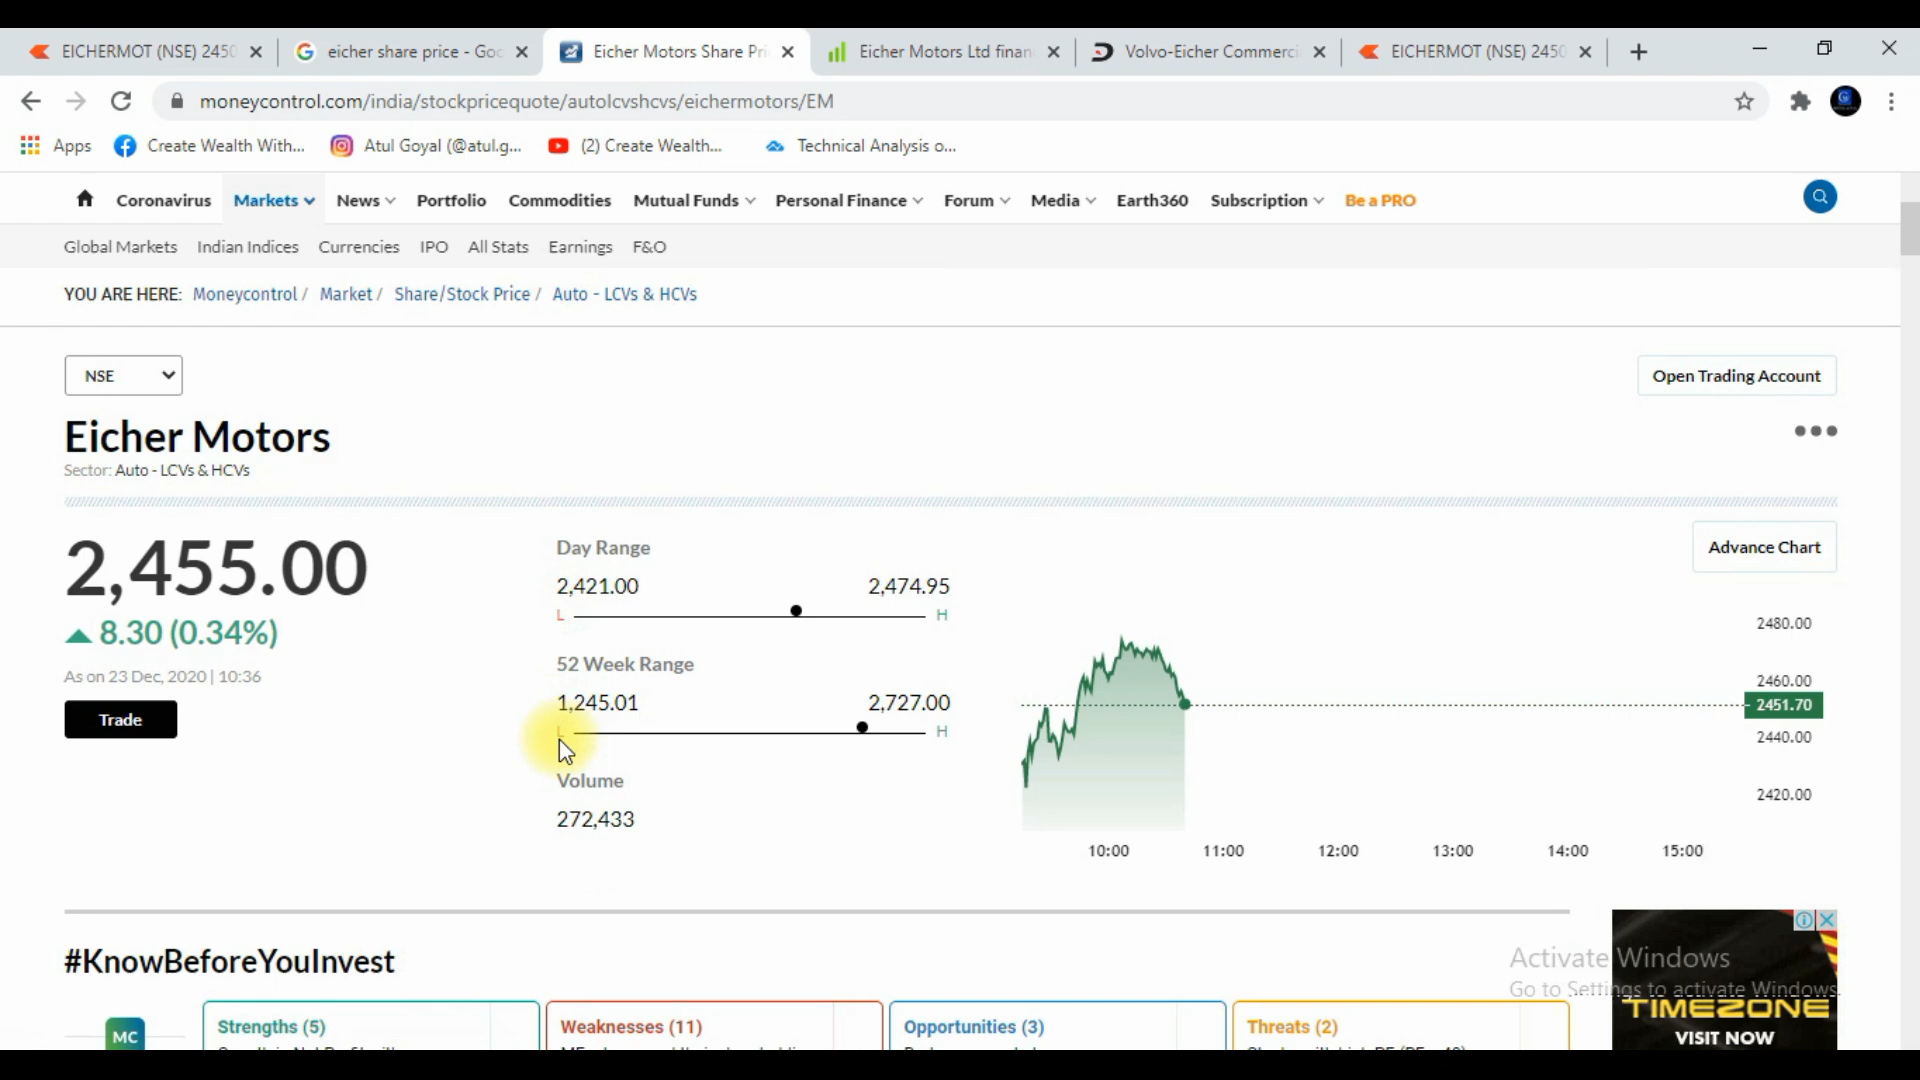 EICHERMOT (NSE) 2450
eicher share price - Goo
Eicher Motors Share Pri
Eicher Motors Ltd finan
Volvo-Eicher Commerci
EICHERMOT (NSE) 2450
moneycontrol.com/india/stockpricequote/autolcvshcvs/eichermotors/EM
Apps
Create Wealth With...
Atul Goyal (@atul.g...
(2) Create Wealth...
Technical Analysis o...
Coronavirus Markets News Portfolio Commodities Mutual Funds Personal Finance Forum Media Earth360 Subscription Be a PRO
Global Markets Indian Indices Currencies IPO All Stats Earnings F&O
YOU ARE HERE: Moneycontrol / Market / Share/Stock Price / Auto - LCVs & HCVs
NSE
Open Trading Account
Eicher Motors
Sector: Auto - LCVs & HCVs
2,455.00
8.30 (0.34%)
As on 23 Dec, 2020 | 10:36
Trade
Day Range
2,421.00 2,474.95
L H
52 Week Range
1,245.01 2,727.00
L H
Volume
272,433
Advance Chart
2480.00
2460.00
2451.70
2440.00
2420.00
10:00 11:00 12:00 13:00 14:00 15:00
#KnowBeforeYouInvest
MC
Strengths (5)
Weaknesses (11)
Opportunities (3)
Threats (2)
Activate Windows
Go to Settings to activate Windows.
TIMEZONE
VISIT NOW